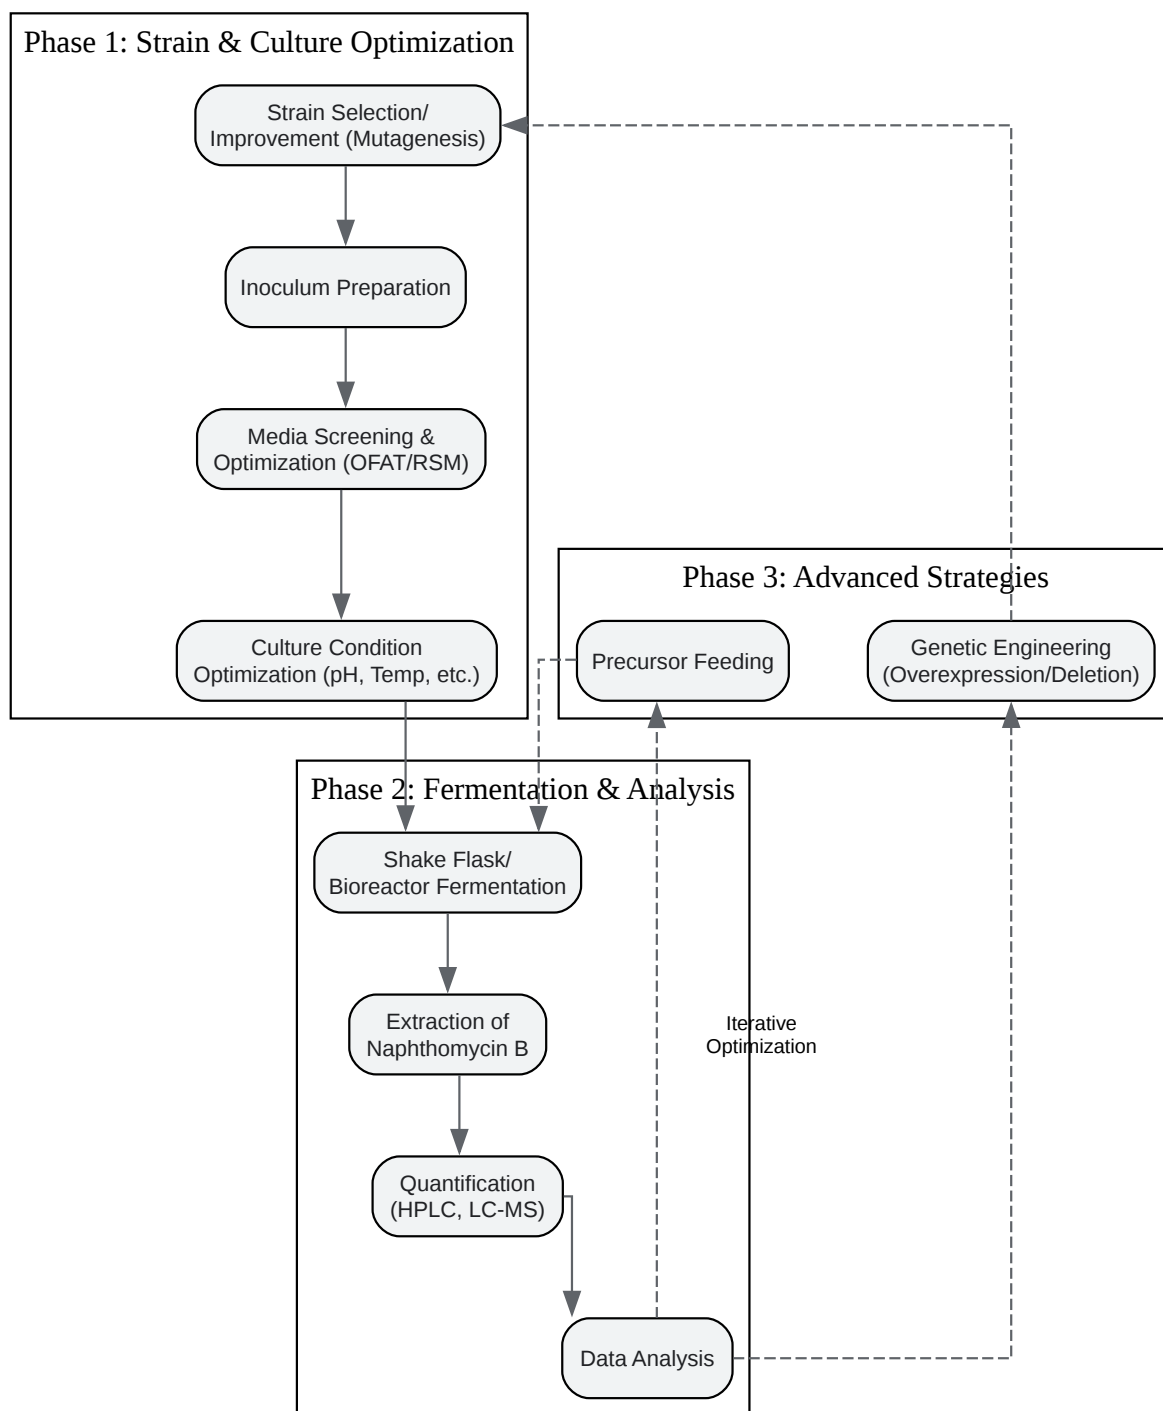 Phase 1: Strain & Culture Optimization
Strain Selection/
Improvement (Mutagenesis)
Inoculum Preparation
Media Screening &
Optimization (OFAT/RSM)
Culture Condition
Optimization (pH, Temp, etc.)
Phase 3: Advanced Strategies
Precursor Feeding
Genetic Engineering
(Overexpression/Deletion)
Phase 2: Fermentation & Analysis
Shake Flask/
Bioreactor Fermentation
Extraction of
Naphthomycin B
Iterative
Optimization
Quantification
(HPLC, LC-MS)
Data Analysis